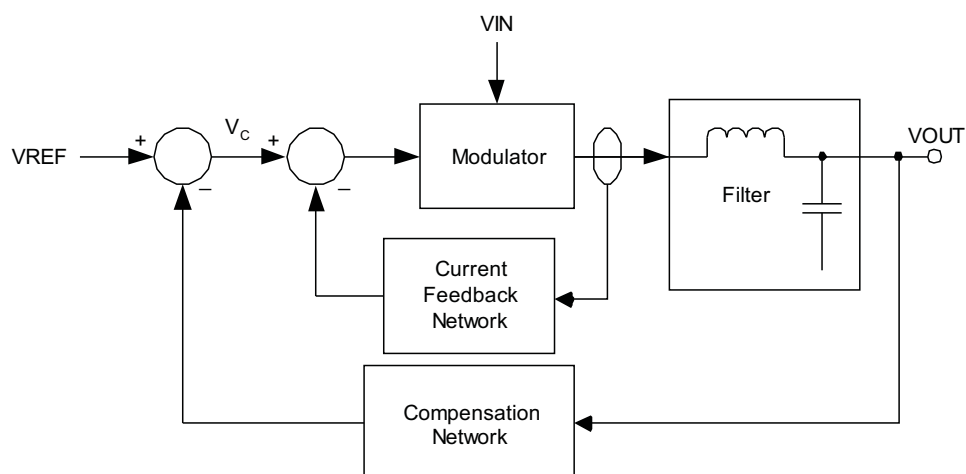 VIN
VREF
+
V_C
+
Modulator
VOUT
−
−
Filter
Current
Feedback
Network
Compensation
Network